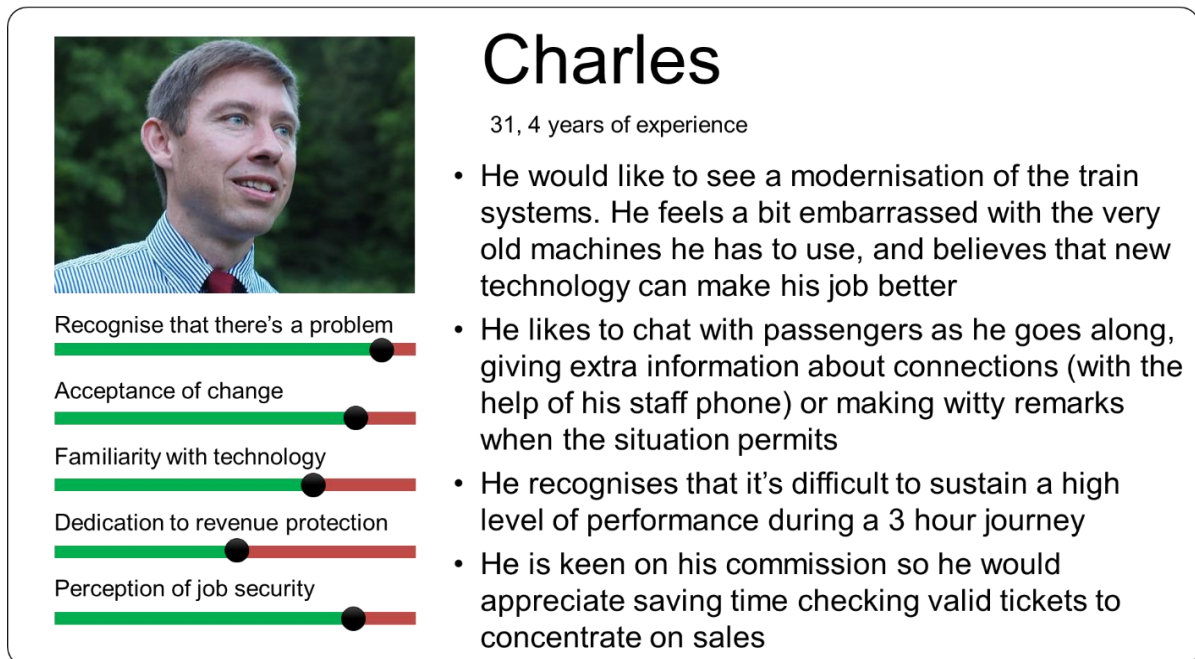 Charles
31, 4 years of experience
• He would like to see a modernisation of the train
systems. He feels a bit embarrassed with the very
old machines he has to use, and believes that new
technology can make his job better
• He likes to chat with passengers as he goes along,
giving extra information about connections (with the
help of his staff phone) or making witty remarks
when the situation permits
• He recognises that it’s difficult to sustain a high
level of performance during a 3 hour journey
• He is keen on his commission so he would
appreciate saving time checking valid tickets to
concentrate on sales
Recognise that there’s a problem
Acceptance of change
Familiarity with technology
Dedication to revenue protection
Perception of job security